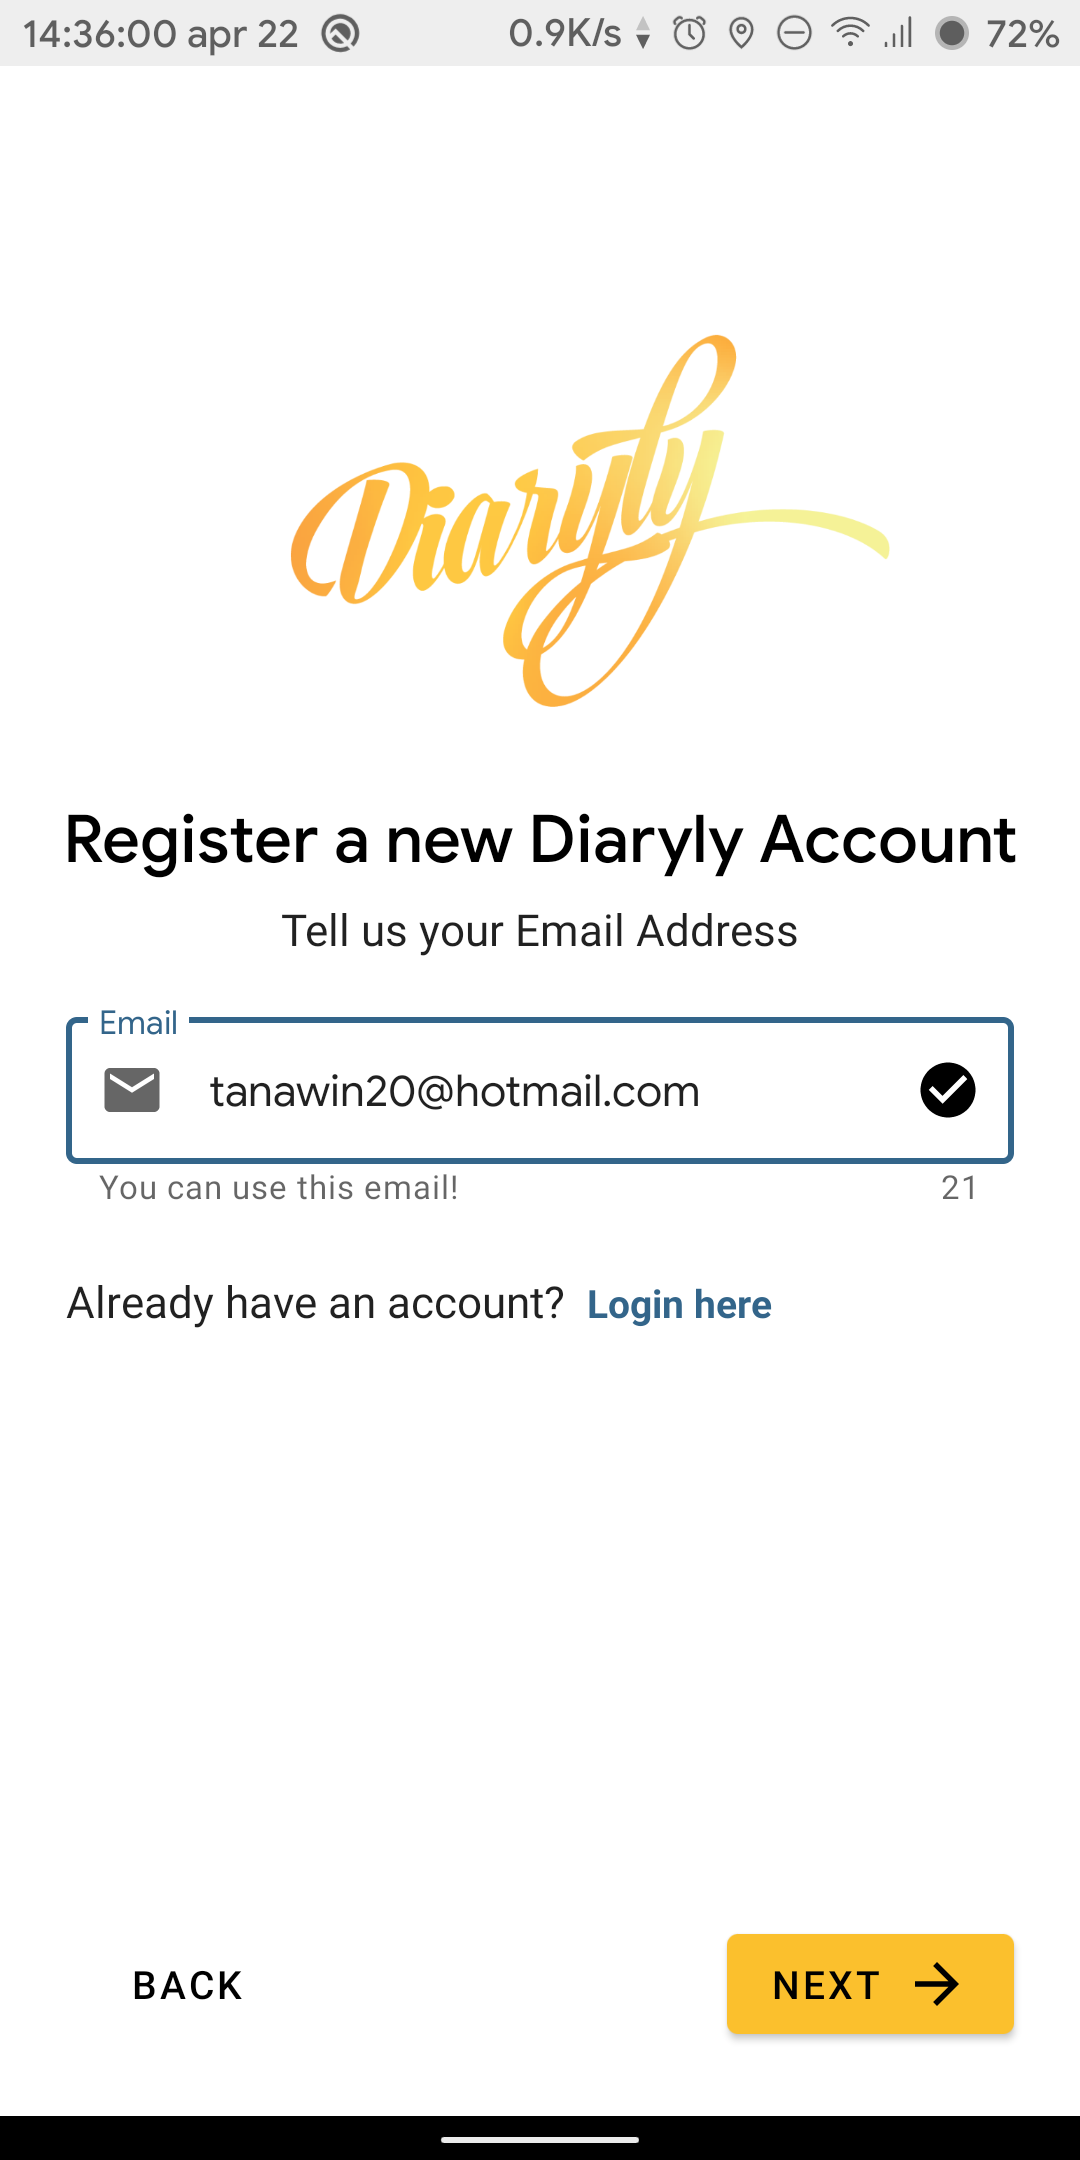 14:36:00 apr 22 0.9K/s 72%
Diaryly
Register a new Diaryly Account
Tell us your Email Address
Email
tanawin20@hotmail.com
You can use this email! 21
Already have an account? Login here
BACK NEXT